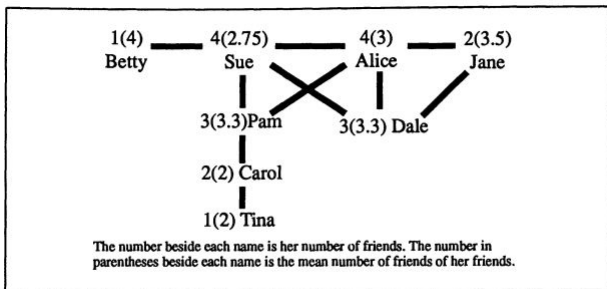 1(4) 4(2.75) 4(3) 2(3.5)
Betty Sue Alice Jane
3(3.3)Pam 3(3.3) Dale
2(2) Carol
1(2) Tina
The number beside each name is her number of friends. The number in
parentheses beside each name is the mean number of friends of her friends.